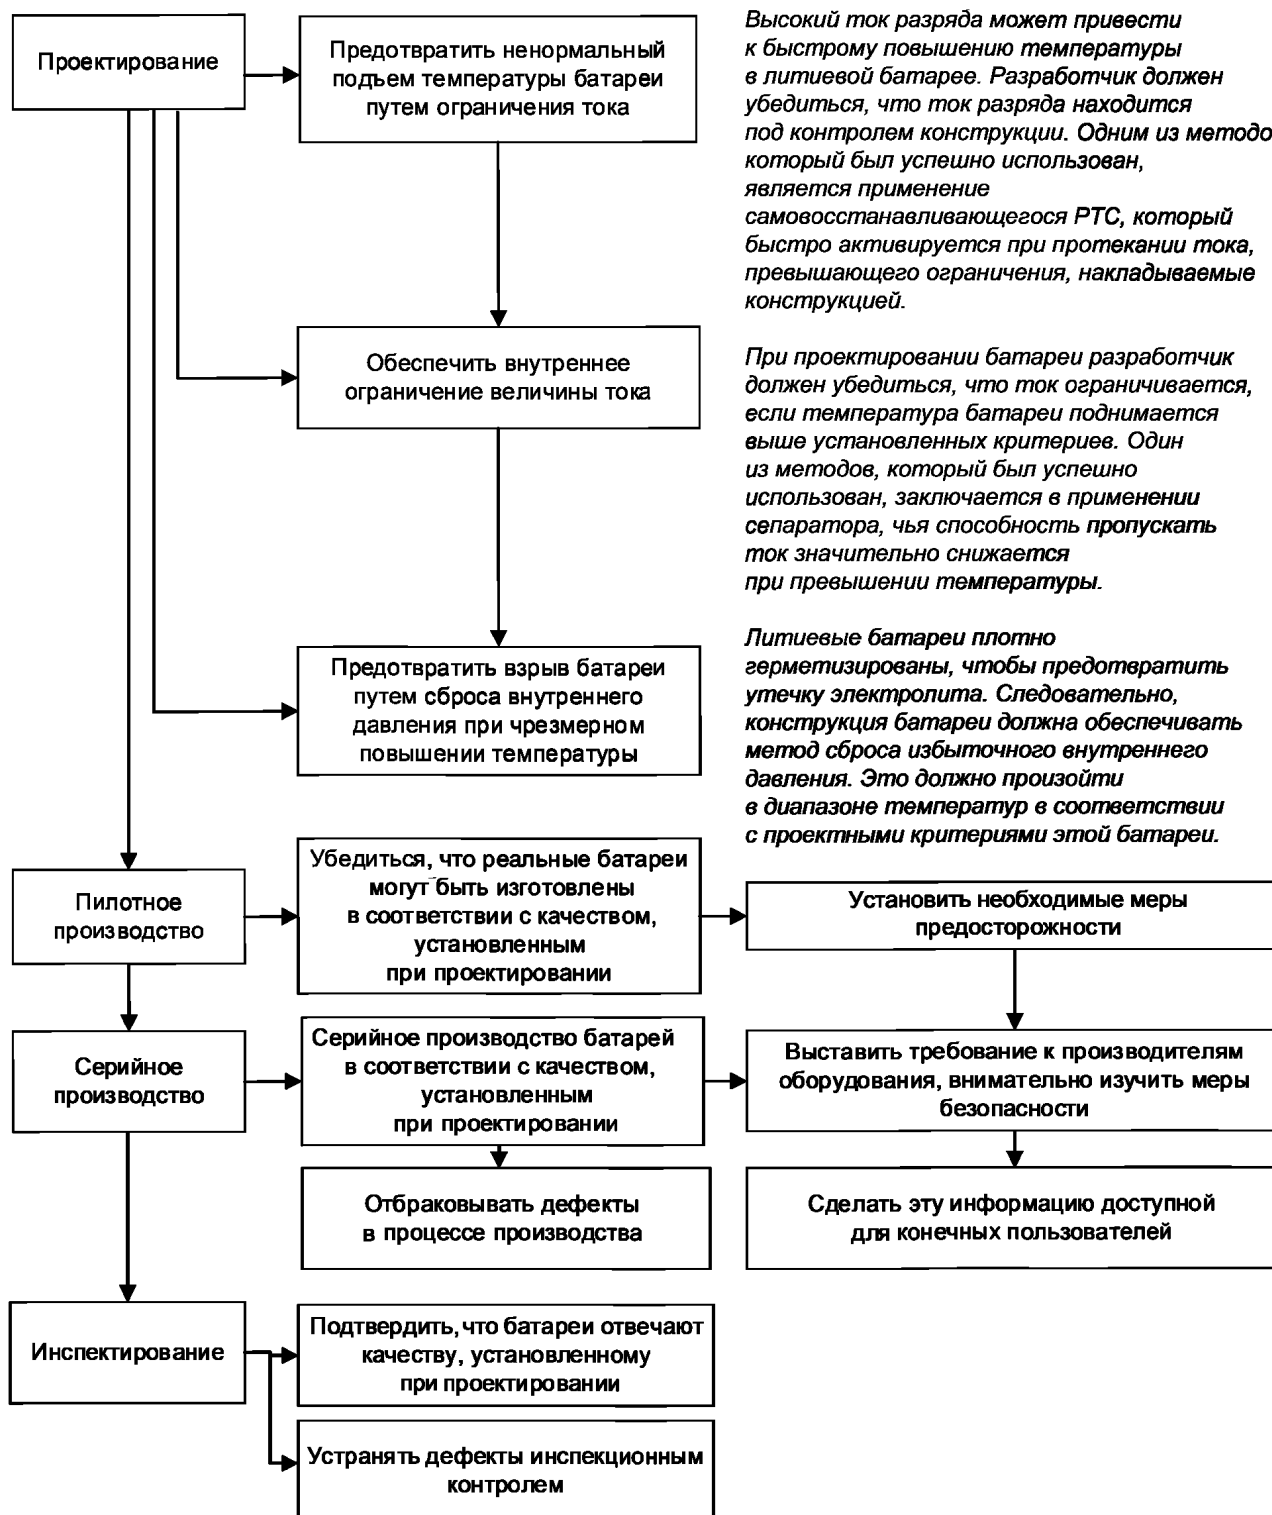 Проектирование
Предотвратить ненормальный
подъем температуры батареи
путем ограничения тока
Высокий ток разряда может привести
к быстрому повышению температуры
в литиевой батарее. Разработчик должен
убедиться, что ток разряда находится
под контролем конструкции. Одним из методо
который был успешно использован,
является применение
самовосстанавливающегося РТС, который
быстро активируется при протекании тока,
превышающего ограничения, накладываемые
конструкцией.
Обеспечить внутреннее
ограничение величины тока
При проектировании батареи разработчик
должен убедиться, что ток ограничивается,
если температура батареи поднимается
выше установленных критериев. Один
из методов, который был успешно
использован, заключается в применении
сепаратора, чья способность пропускать
ток значительно снижается
при превышении температуры.
Предотвратить взрыв батареи
путем сброса внутреннего
давления при чрезмерном
повышении температуры
Литиевые батареи плотно
герметизированы, чтобы предотвратить
утечку электролита. Следовательно,
конструкция батареи должна обеспечивать
метод сброса избыточного внутреннего
давления. Это должно произойти
в диапазоне температур в соответствии
с проектными критериями этой батареи.
Пилотное
производство
Убедиться, что реальные батареи
могут быть изготовлены
в соответствии с качеством,
установленным
при проектировании
Установить необходимые меры
предосторожности
Серийное
производство
Серийное производство батарей
в соответствии с качеством,
установленным
при проектировании
Выставить требование к производителям
оборудования, внимательно изучить меры
безопасности
Отбраковывать дефекты
в процессе производства
Сделать эту информацию доступной
для конечных пользователей
Инспектирование
Подтвердить, что батареи отвечают
качеству, установленному
при проектировании
Устранять дефекты инспекционным
контролем